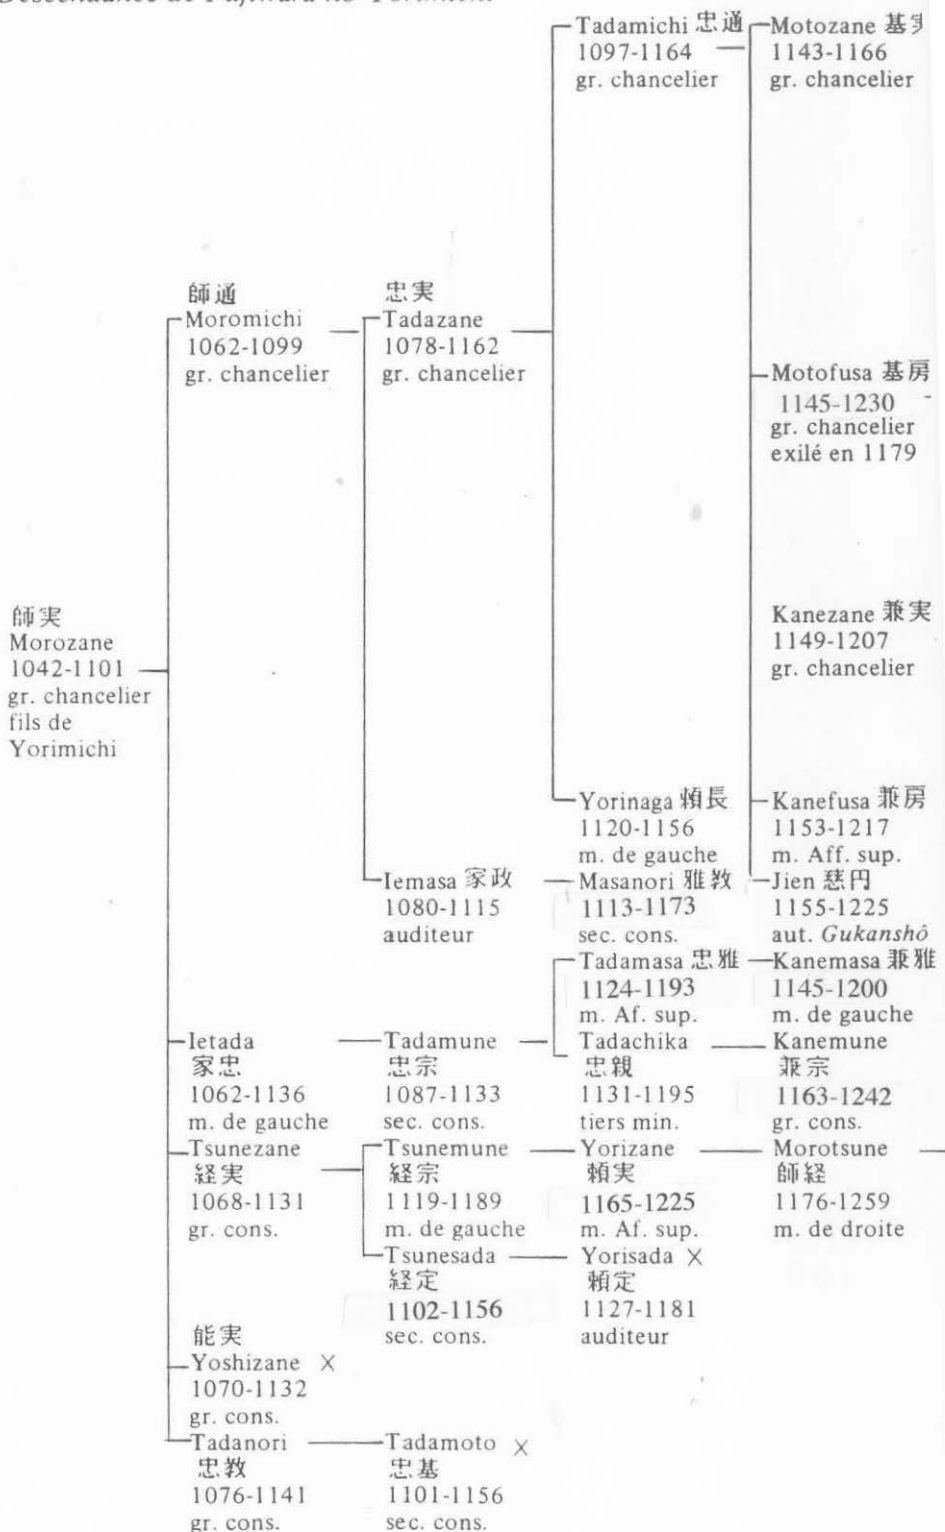 Descendance de Fujiwara no Yorimichi
師実
Morozane
1042-1101
gr. chancelier
fils de
Yorimichi
師通
Moromichi
1062-1099
gr. chancelier
忠実
Tadazane
1078-1162
gr. chancelier
Tadamichi 忠通
1097-1164
gr. chancelier
Motozane 基実
1143-1166
gr. chancelier
Motofusa 基房
1145-1230
gr. chancelier
exilé en 1179
Kanezane 兼実
1149-1207
gr. chancelier
Kanefusa 兼房
1153-1217
m. Aff. sup.
Jien 慈円
1155-1225
aut. Gukanshô
Yorinaga 頼長
1120-1156
m. de gauche
Iemasa 家政
1080-1115
auditeur
Masanori 雅教
1113-1173
sec. cons.
Ietada
家忠
1062-1136
m. de gauche
Tadamune
忠宗
1087-1133
sec. cons.
Tadamasa 忠雅
1124-1193
m. Af. sup.
Kanemasa 兼雅
1145-1200
m. de gauche
Tadachika
忠親
1131-1195
tiers min.
Kanemune
兼宗
1163-1242
gr. cons.
Tsunezane
経実
1068-1131
gr. cons.
Tsunemune
経宗
1119-1189
m. de gauche
Yorizane
頼実
1165-1225
m. Af. sup.
Morotsune
師経
1176-1259
m. de droite
Tsunesada
経定
1102-1156
sec. cons.
Yorisada X
頼定
1127-1181
auditeur
能実
Yoshizane X
1070-1132
gr. cons.
Tadanori
忠教
1076-1141
gr. cons.
Tadamoto X
忠基
1101-1156
sec. cons.